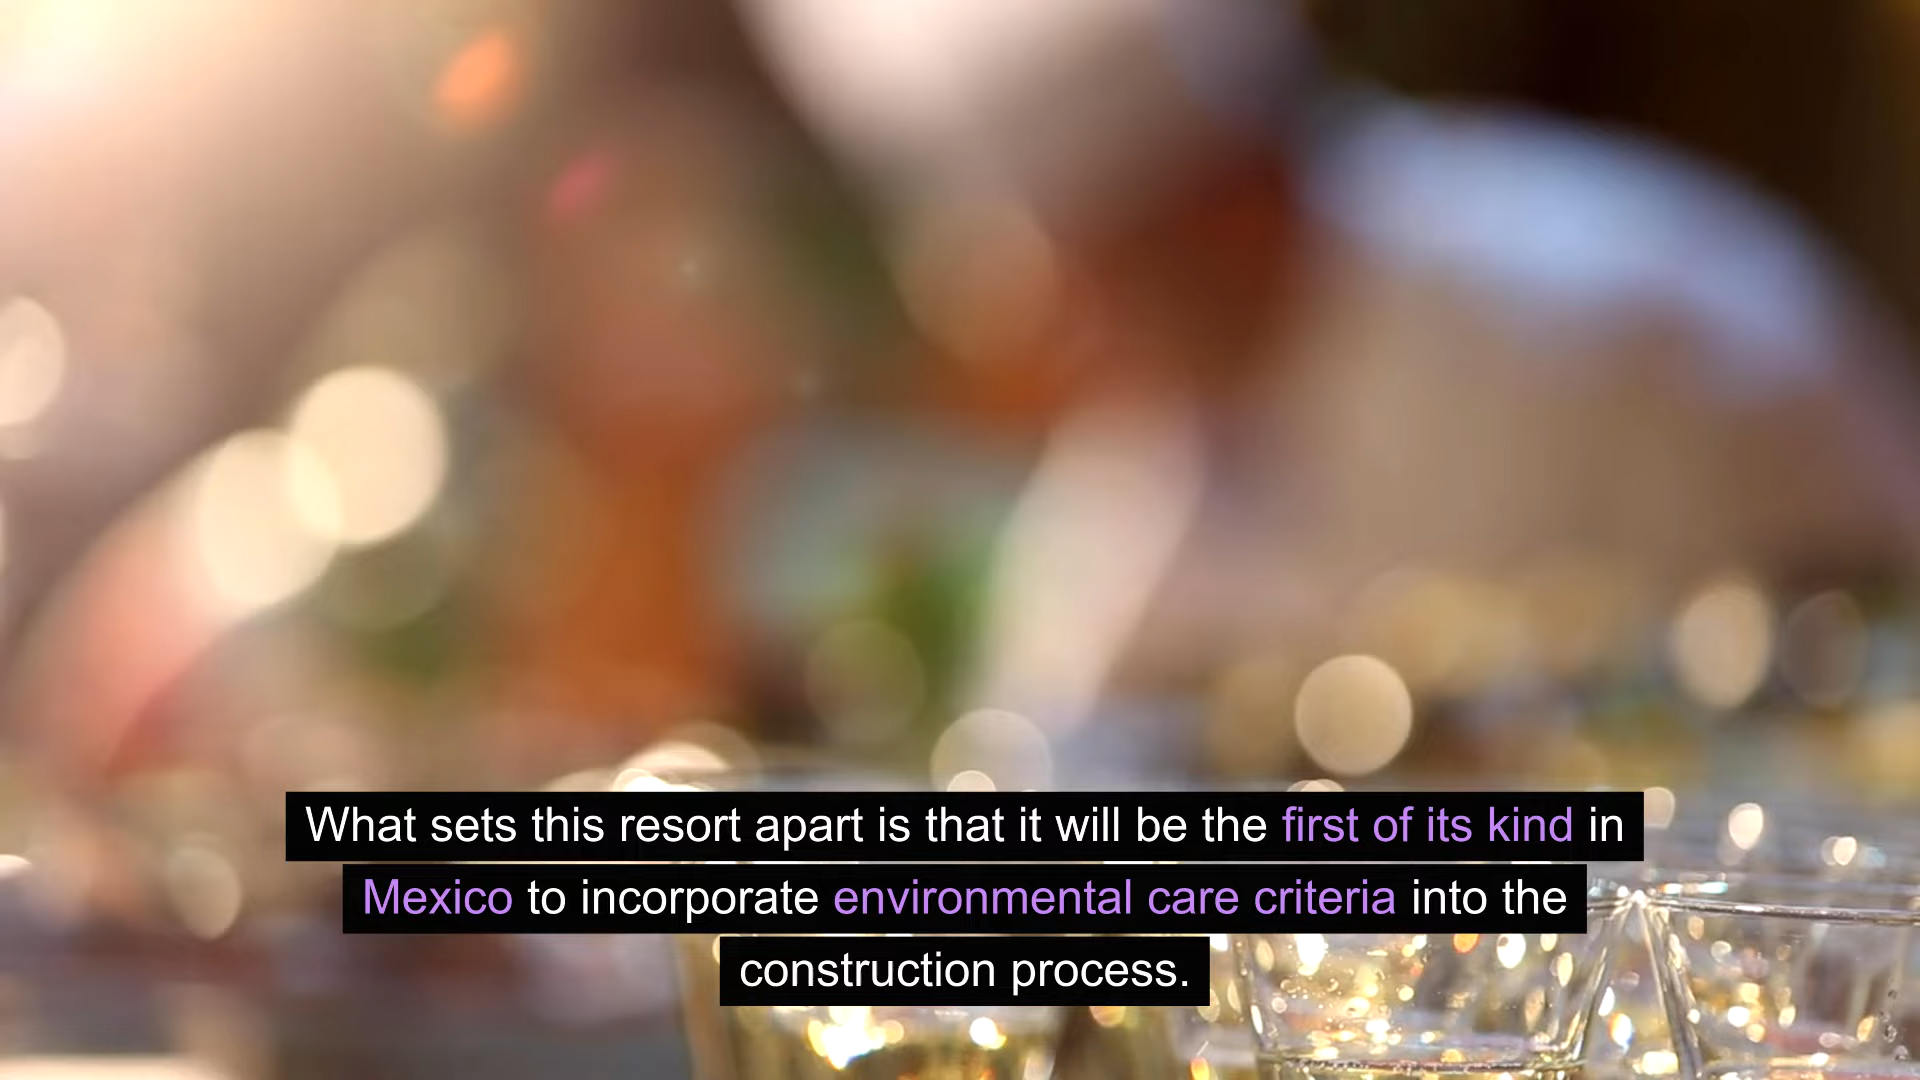 What sets this resort apart is that it will be the first of its kind in
Mexico to incorporate environmental care criteria into the
construction process.